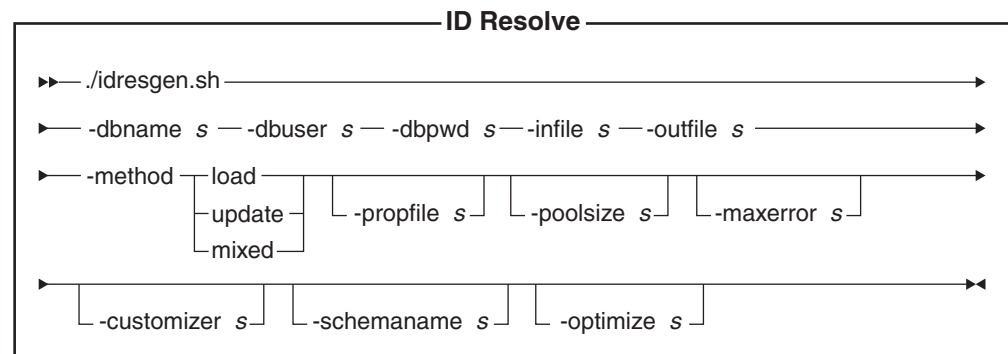 ID Resolve
./idresgen.sh
-dbname s -dbuser s -dbpwd s -infile s -outfile s
-method load
update
mixed
-propfile s -poolsize s -maxerror s
-customizer s -schemaname s -optimize s